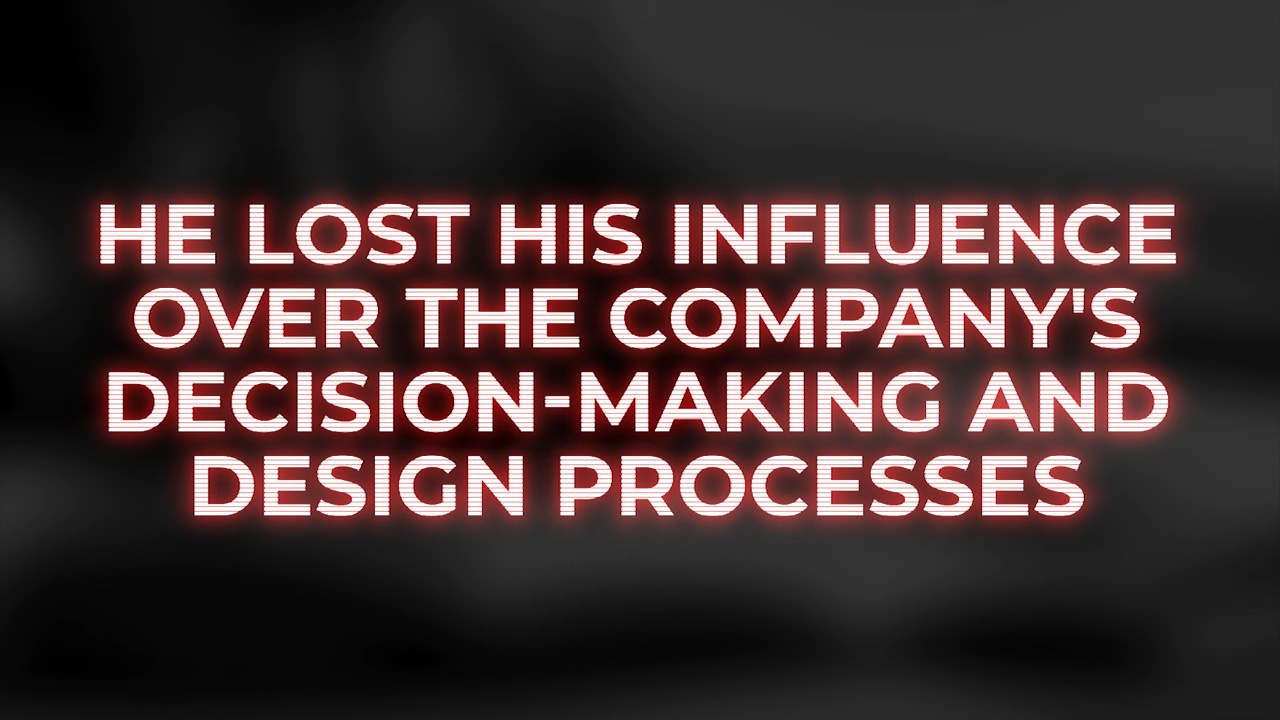 HE LOST HIS INFLUENCE
OVER THE COMPANY'S
DECISION-MAKING AND
DESIGN PROCESSES